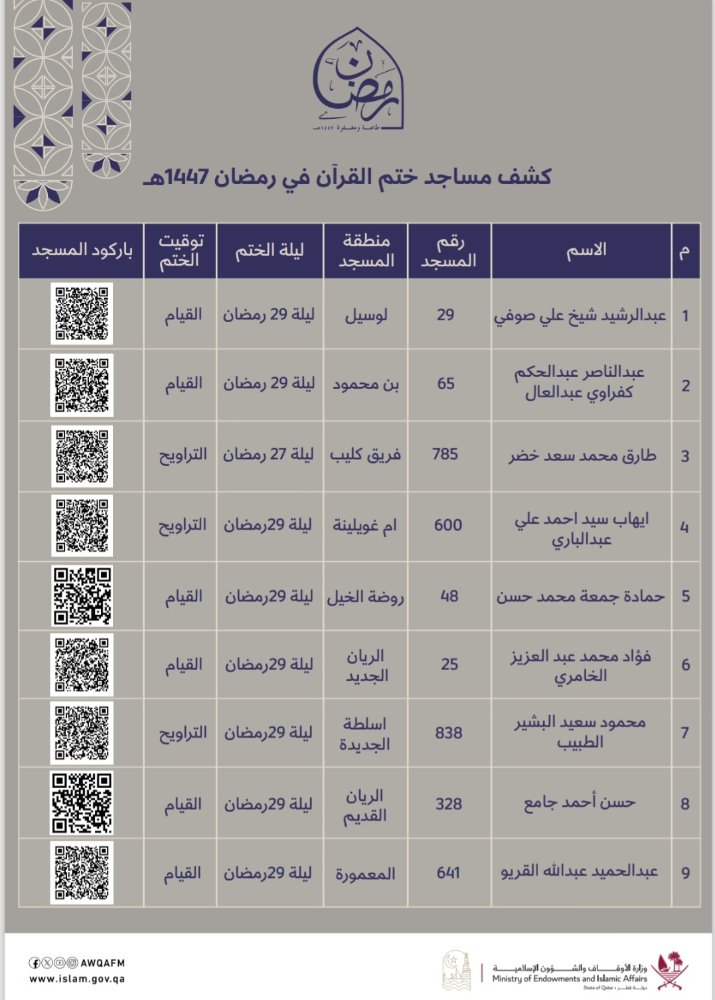 رمضان
طاعة ومغفرة ١٤٤٧هـ
كشف مساجد ختم القرآن في رمضان 1447هـ
م
الاسم
رقم
المسجد
منطقة
المسجد
ليلة الختم
توقيت
الختم
باركود المسجد
1
عبدالرشيد شيخ علي صوفي
29
لوسيل
ليلة 29 رمضان
القيام
2
عبدالناصر عبدالحكم
كفراوي عبدالعال
65
بن محمود
ليلة 29 رمضان
القيام
3
طارق محمد سعد خضر
785
فريق كليب
ليلة 27 رمضان
التراويح
4
ايهاب سيد احمد علي
عبدالباري
600
ام غويلينة
ليلة 29رمضان
التراويح
5
حمادة جمعة محمد حسن
48
روضة الخيل
ليلة 29رمضان
القيام
6
فؤاد محمد عبد العزيز
الخامري
25
الريان
الجديد
ليلة 29رمضان
القيام
7
محمود سعيد البشير
الطبيب
838
اسلطة
الجديدة
ليلة 29رمضان
التراويح
8
حسن أحمد جامع
328
الريان
القديم
ليلة 29رمضان
القيام
9
عبدالحميد عبدالله القريو
641
المعمورة
ليلة 29رمضان
القيام
وزارة الأوقاف والشؤون الإسلامية
Ministry of Endowments and Islamic Affairs
دولة قطر • State of Qatar
AWQAFM
www.islam.gov.qa